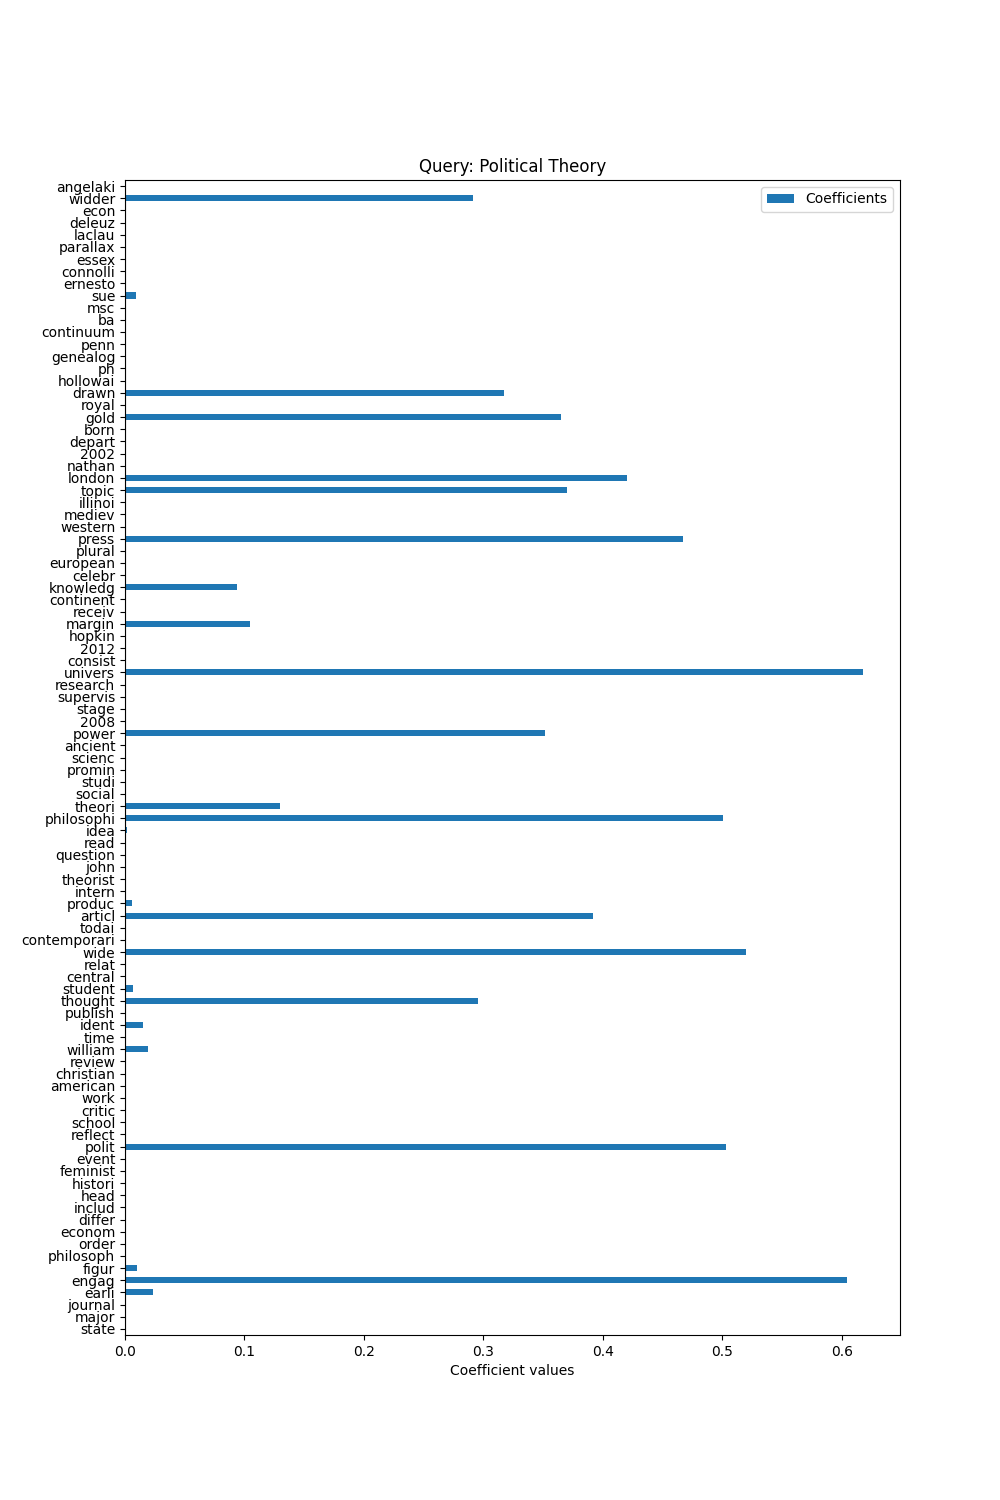 Query: Political Theory
Coefficients
angelaki
widder
econ
deleuz
laclau
parallax
essex
connolli
ernesto
sue
msc
ba
continuum
penn
genealog
ph
hollowai
drawn
royal
gold
born
depart
2002
nathan
london
topic
illinoi
mediev
western
press
plural
european
celebr
knowledg
continent
receiv
margin
hopkin
2012
consist
univers
research
supervis
stage
2008
power
ancient
scienc
promin
studi
social
theori
philosophi
idea
read
question
john
theorist
intern
produc
articl
todai
contemporari
wide
relat
central
student
thought
publish
ident
time
william
review
christian
american
work
critic
school
reflect
polit
event
feminist
histori
head
includ
differ
econom
order
philosoph
figur
engag
earli
journal
major
state
0.0 0.1 0.2 0.3 0.4 0.5 0.6
Coefficient values